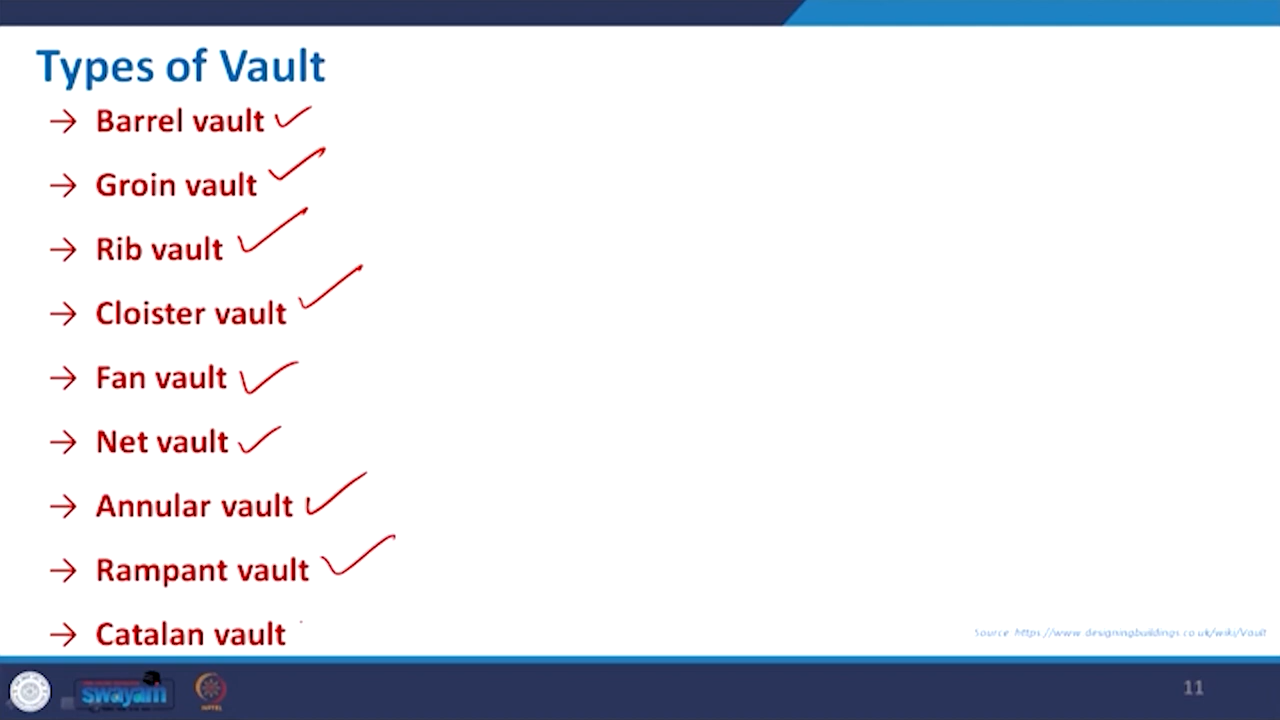 Types of Vault
→ Barrel vault
→ Groin vault
→ Rib vault
→ Cloister vault
→ Fan vault
→ Net vault
→ Annular vault
→ Rampant vault
→ Catalan vault
Source: https://www.designingbuildings.co.uk/wiki/Vault
swayam
11